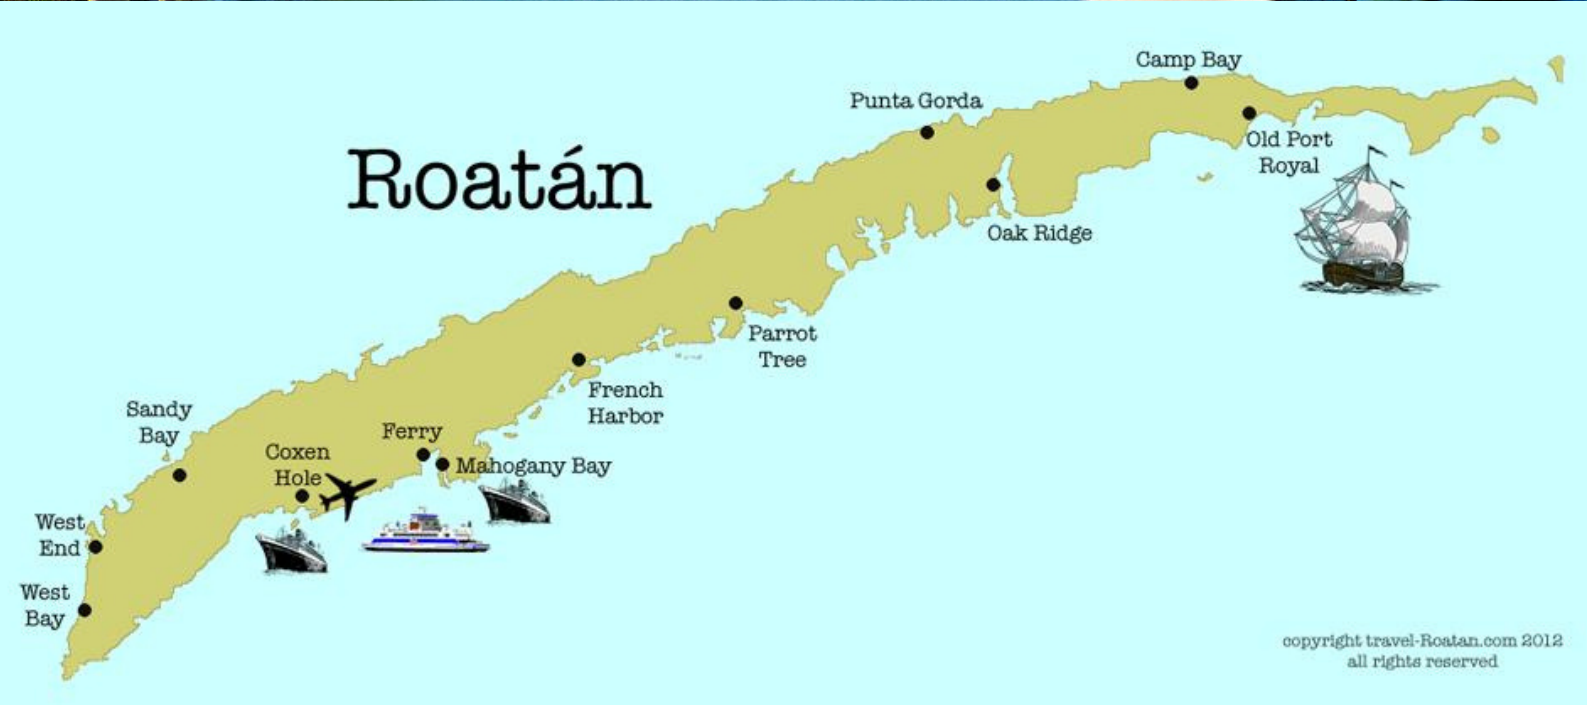 Camp Bay
Punta Gorda
Old Port
Royal
Roatán
Oak Ridge
Parrot
Tree
French
Harbor
Sandy
Bay
Ferry
Coxen
Hole
Mahogany Bay
West
End
West
Bay
copyright travel-Roatan.com 2012
all rights reserved